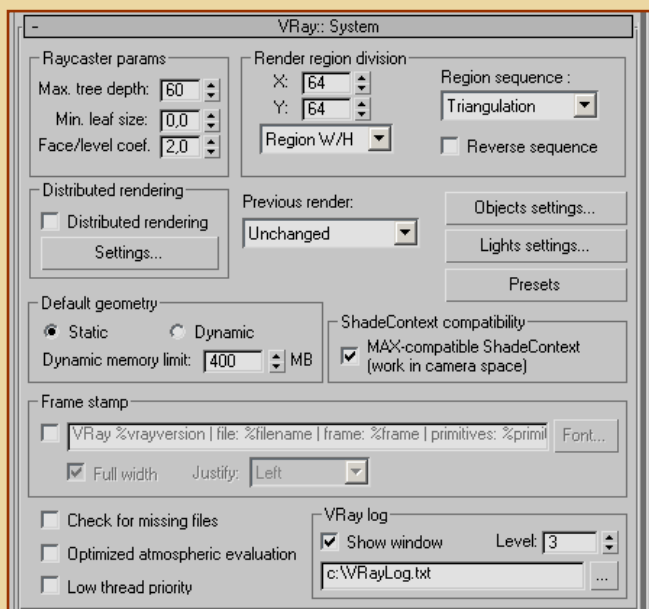 - VRay:: System
Raycaster params
Max. tree depth: 60
Min. leaf size: 0,0
Face/level coef. 2,0
Render region division
X: 64
Y: 64
Region W/H
Region sequence :
Triangulation
Reverse sequence
Distributed rendering
Distributed rendering
Settings...
Previous render:
Unchanged
Objects settings...
Lights settings...
Presets
Default geometry
Static Dynamic
Dynamic memory limit: 400 MB
ShadeContext compatibility
MAX-compatible ShadeContext
(work in camera space)
Frame stamp
VRay %vrayversion | file: %filename | frame: %frame | primitives: %primit Font...
Full width Justify: Left
Check for missing files
Optimized atmospheric evaluation
Low thread priority
VRay log
Show window Level: 3
c:\VRayLog.txt ...